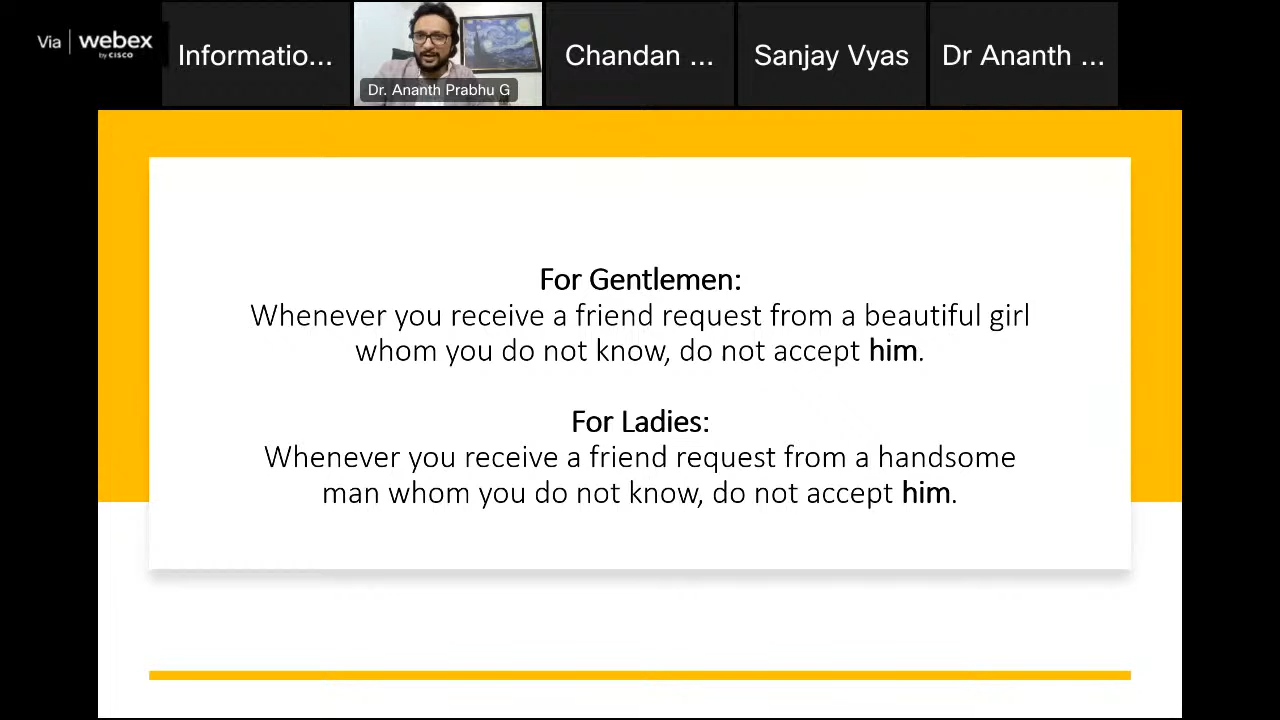 Via webex
by CISCO
Informatio...
Dr. Ananth Prabhu G
Chandan ...
Sanjay Vyas
Dr Ananth ...
For Gentlemen:
Whenever you receive a friend request from a beautiful girl
whom you do not know, do not accept him.
For Ladies:
Whenever you receive a friend request from a handsome
man whom you do not know, do not accept him.